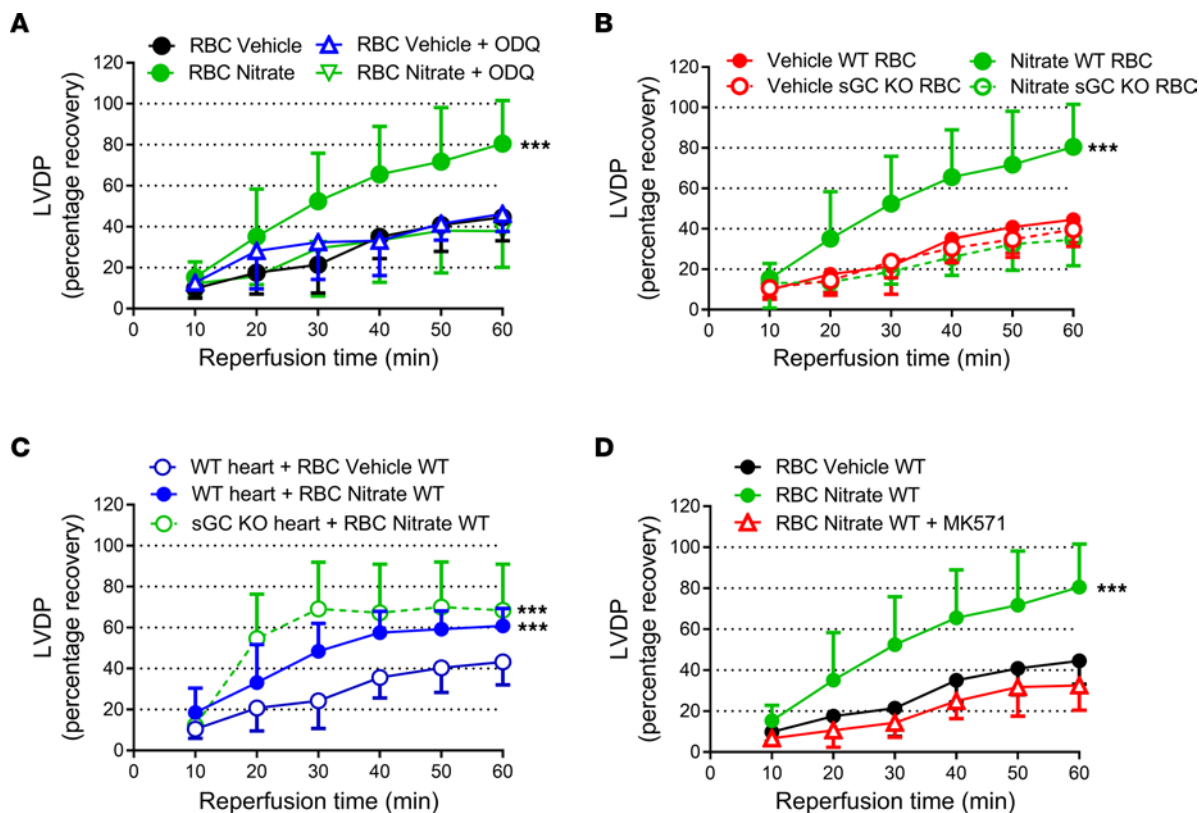 A
RBC Vehicle
RBC Vehicle + ODQ
RBC Nitrate
RBC Nitrate + ODQ
LVDP
(percentage recovery)
120
100
80
60
40
20
0
***
0 10 20 30 40 50 60
Reperfusion time (min)
B
Vehicle WT RBC
Nitrate WT RBC
Vehicle sGC KO RBC
Nitrate sGC KO RBC
LVDP
(percentage recovery)
120
100
80
60
40
20
0
***
0 10 20 30 40 50 60
Reperfusion time (min)
C
WT heart + RBC Vehicle WT
WT heart + RBC Nitrate WT
sGC KO heart + RBC Nitrate WT
LVDP
(percentage recovery)
120
100
80
60
40
20
0
***
***
0 10 20 30 40 50 60
Reperfusion time (min)
D
RBC Vehicle WT
RBC Nitrate WT
RBC Nitrate WT + MK571
LVDP
(percentage recovery)
120
100
80
60
40
20
0
***
0 10 20 30 40 50 60
Reperfusion time (min)